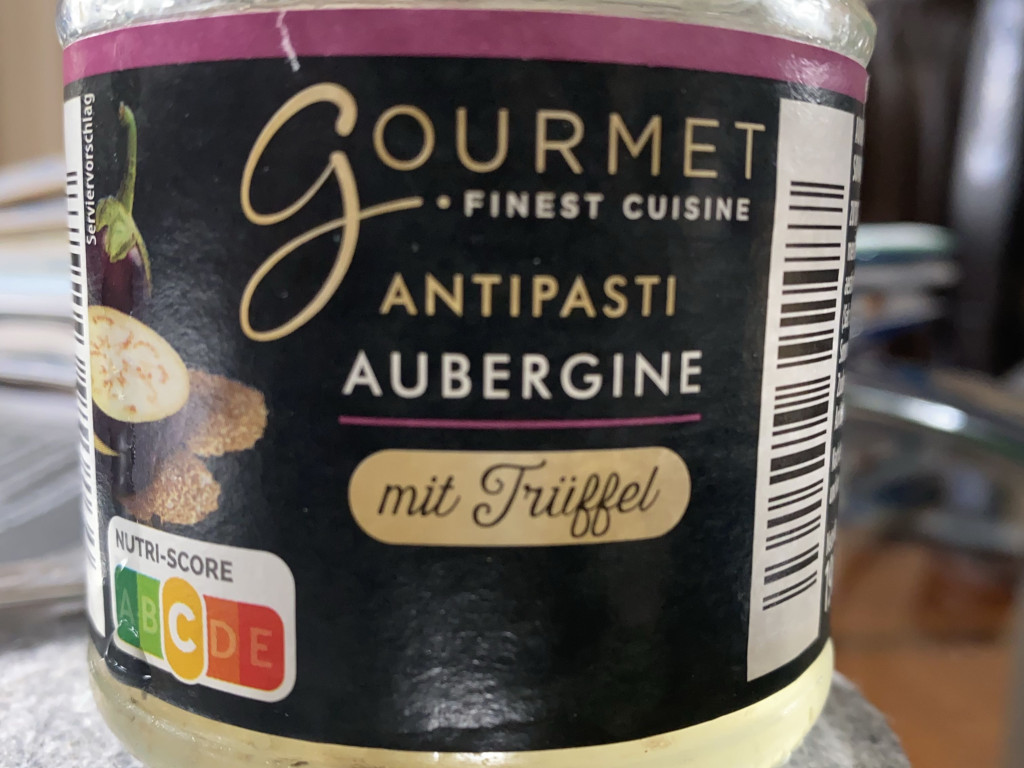 Serviervorschlag
GOURMET
• FINEST CUISINE
ANTIPASTI
AUBERGINE
mit Trüffel
NUTRI-SCORE
A B C D E